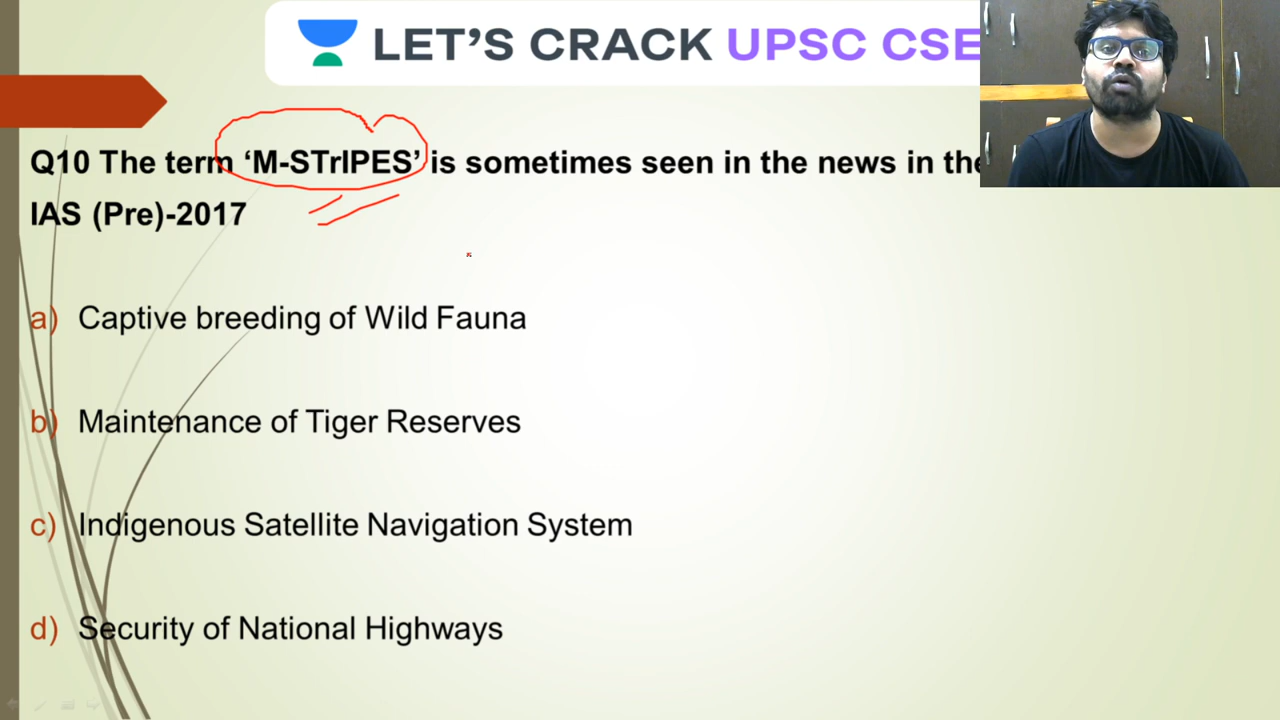 LET'S CRACK UPSC CSE
Q10 The term ‘M-STrIPES’ is sometimes seen in the news in the
IAS (Pre)-2017
a) Captive breeding of Wild Fauna
b) Maintenance of Tiger Reserves
c) Indigenous Satellite Navigation System
d) Security of National Highways